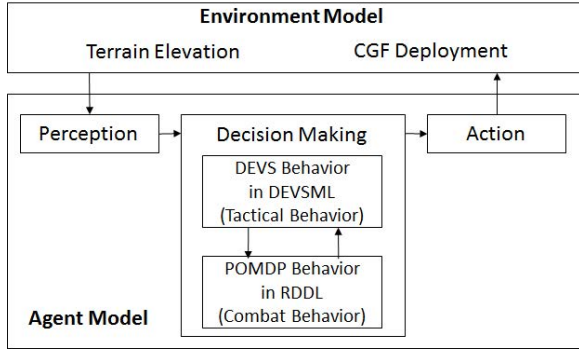 Environment Model
Terrain Elevation
CGF Deployment
Perception
Decision Making
Action
DEVS Behavior
in DEVSML
(Tactical Behavior)
POMDP Behavior
in RDDL
(Combat Behavior)
Agent Model